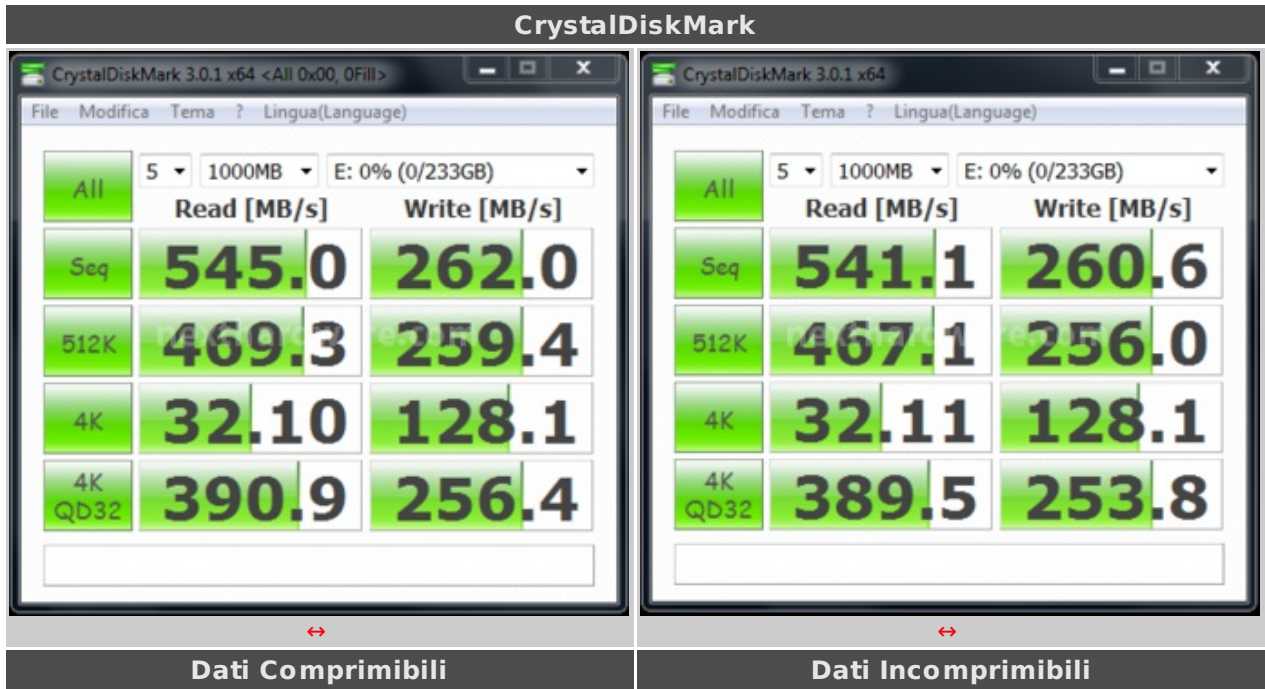 CrystalDiskMark
CrystalDiskMark 3.0.1 x64 <All 0x00, 0Fill>
File Modifica Tema ? Lingua(Language)
All 5 1000MB E: 0% (0/233GB)
Read [MB/s] Write [MB/s]
Seq 545.0 262.0
512K 469.3 259.4
4K 32.10 128.1
4K QD32 390.9 256.4
↔
Dati Comprimibili
CrystalDiskMark 3.0.1 x64
File Modifica Tema ? Lingua(Language)
All 5 1000MB E: 0% (0/233GB)
Read [MB/s] Write [MB/s]
Seq 541.1 260.6
512K 467.1 256.0
4K 32.11 128.1
4K QD32 389.5 253.8
↔
Dati Incomprimibili